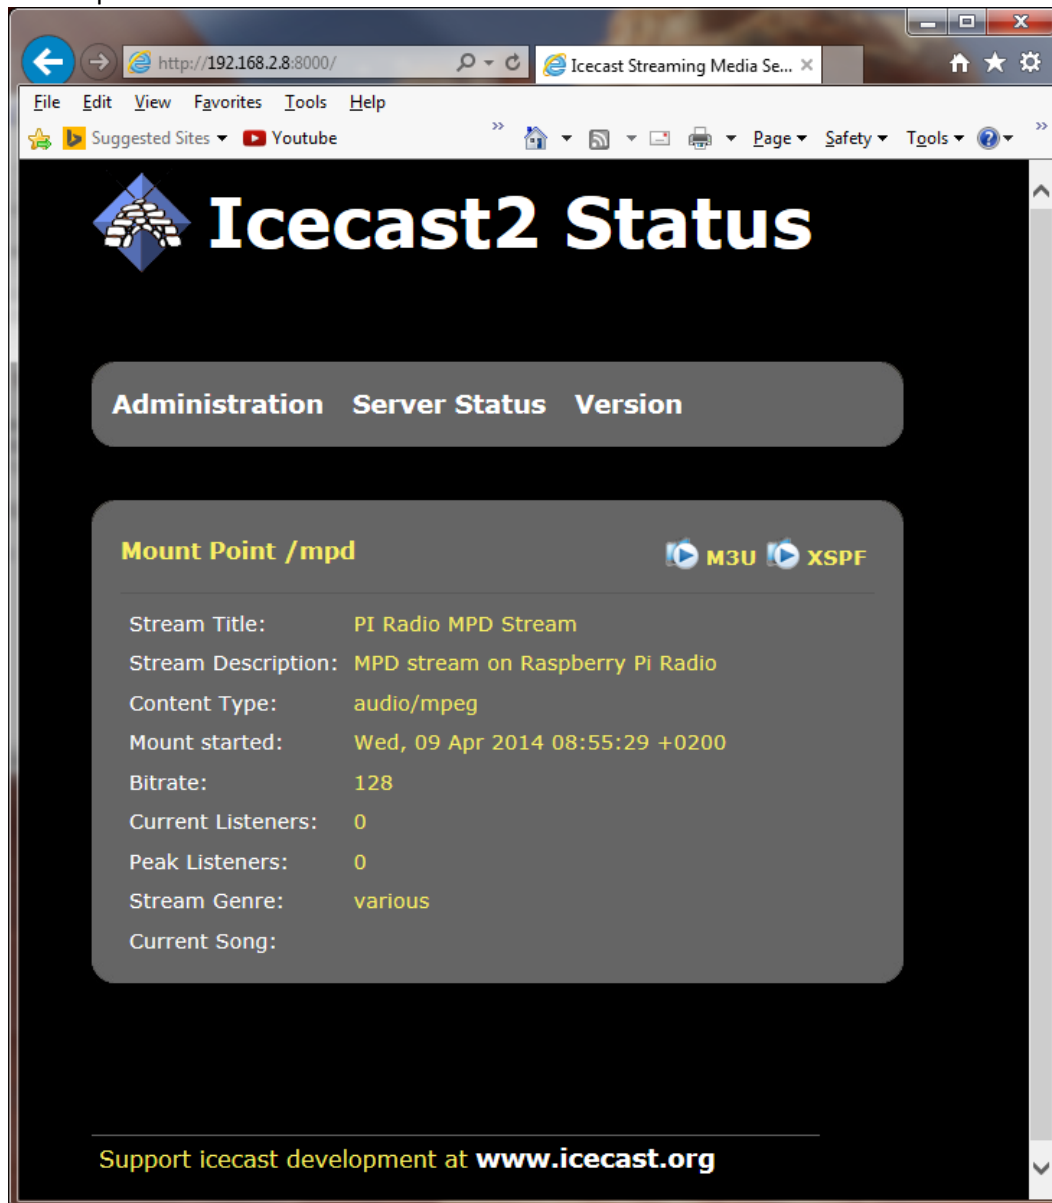 http://192.168.2.8:8000/ Icecast Streaming Media Se...
File Edit View Favorites Tools Help
Suggested Sites Youtube » Page Safety Tools »
Icecast2 Status
Administration Server Status Version
Mount Point /mpd M3U XSPF
Stream Title: PI Radio MPD Stream
Stream Description: MPD stream on Raspberry Pi Radio
Content Type: audio/mpeg
Mount started: Wed, 09 Apr 2014 08:55:29 +0200
Bitrate: 128
Current Listeners: 0
Peak Listeners: 0
Stream Genre: various
Current Song:
Support icecast development at www.icecast.org